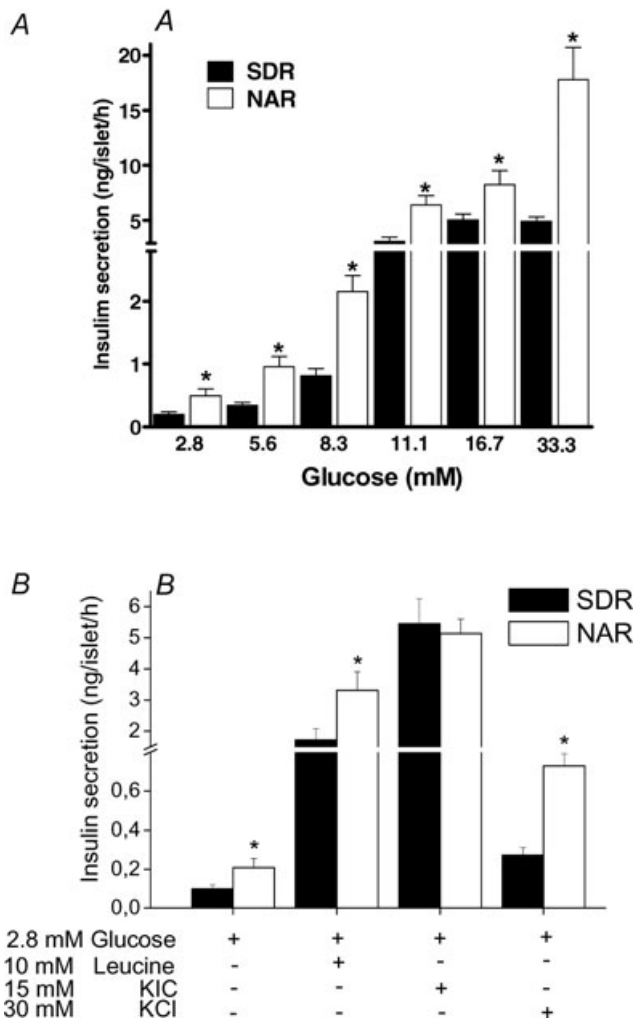 A A
SDR
NAR
Insulim secretion (ng/islet/h)
20
15
10
5
2
1
0
* * * * * *
2.8 5.6 8.3 11.1 16.7 33.3
Glucose (mM)
B B
SDR
NAR
Insulin secretion (ng/islet/h)
6
5
4
3
2
0,6
0,4
0,2
0,0
* * *
2.8 mM Glucose + + + +
10 mM Leucine - + - -
15 mM KIC - - + -
30 mM KCl - - - +